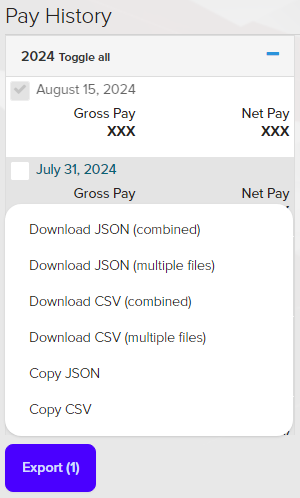 Pay History
2024 Toggle all
August 15, 2024
Gross Pay Net Pay
XXX XXX
July 31, 2024
Gross Pay Net Pay
Download JSON (combined)
Download JSON (multiple files)
Download CSV (combined)
Download CSV (multiple files)
Copy JSON
Copy CSV
Export (1)